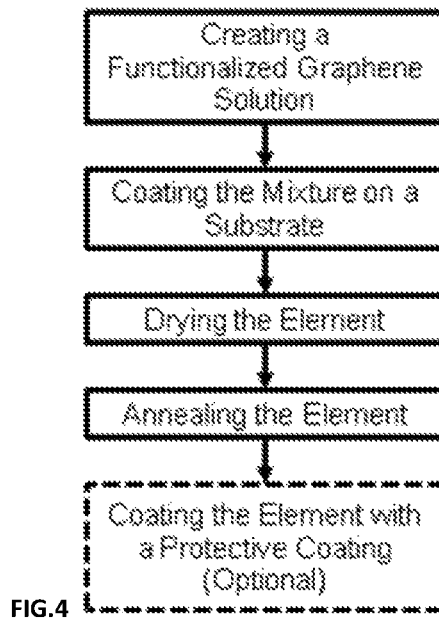 Creating a
Functionalized Graphene
Solution
Coating the Mixture on a
Substrate
Drying the Element
Annealing the Element
Coating the Element with
a Protective Coating
(Optional)
FIG.4